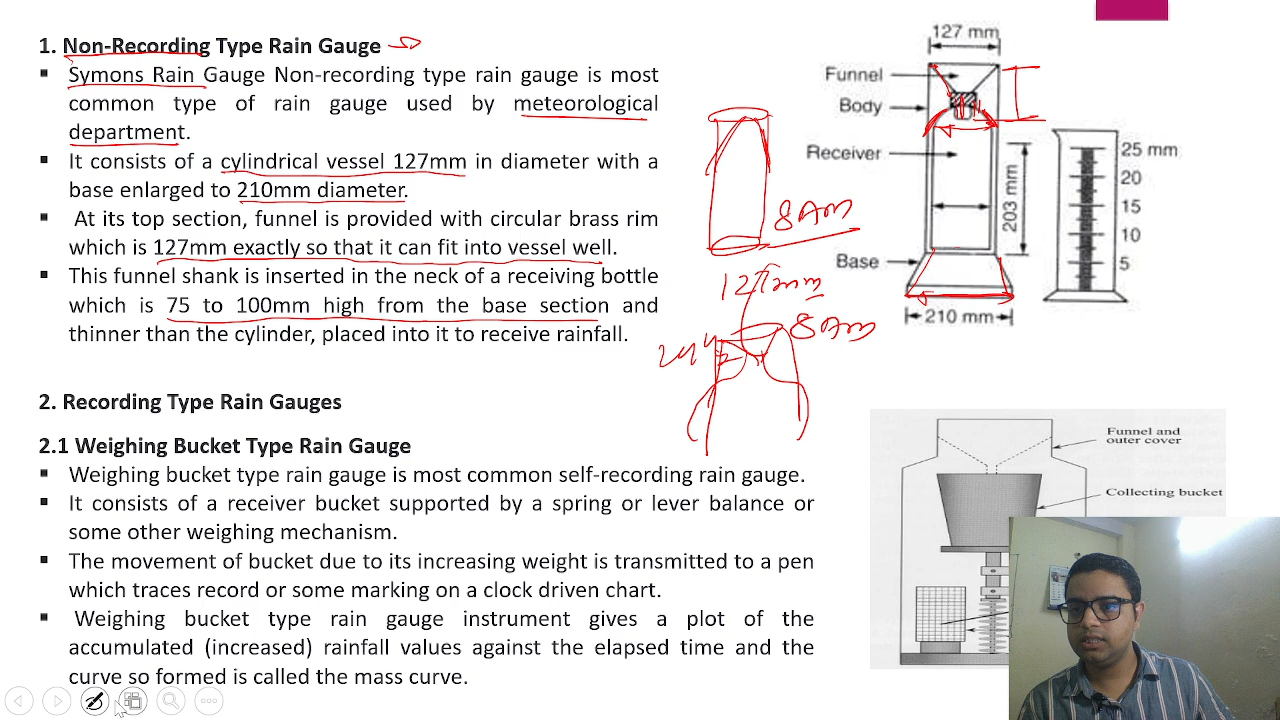 1. Non-Recording Type Rain Gauge
▪ Symons Rain Gauge Non-recording type rain gauge is most
common type of rain gauge used by meteorological
department.
▪ It consists of a cylindrical vessel 127mm in diameter with a
base enlarged to 210mm diameter.
▪ At its top section, funnel is provided with circular brass rim
which is 127mm exactly so that it can fit into vessel well.
▪ This funnel shank is inserted in the neck of a receiving bottle
which is 75 to 100mm high from the base section and
thinner than the cylinder, placed into it to receive rainfall.
2. Recording Type Rain Gauges
2.1 Weighing Bucket Type Rain Gauge
▪ Weighing bucket type rain gauge is most common self-recording rain gauge.
▪ It consists of a receiver bucket supported by a spring or lever balance or
some other weighing mechanism.
▪ The movement of bucket due to its increasing weight is transmitted to a pen
which traces record or some marking on a clock driven chart.
▪ Weighing bucket type rain gauge instrument gives a plot of the
accumulated (increased) rainfall values against the elapsed time and the
curve so formed is called the mass curve.
8 AM
127mm
8 AM
127 mm
Funnel
Body
Receiver
203 mm
Base
210 mm
25 mm
20
15
10
5
Funnel and
outer cover
Collecting bucket